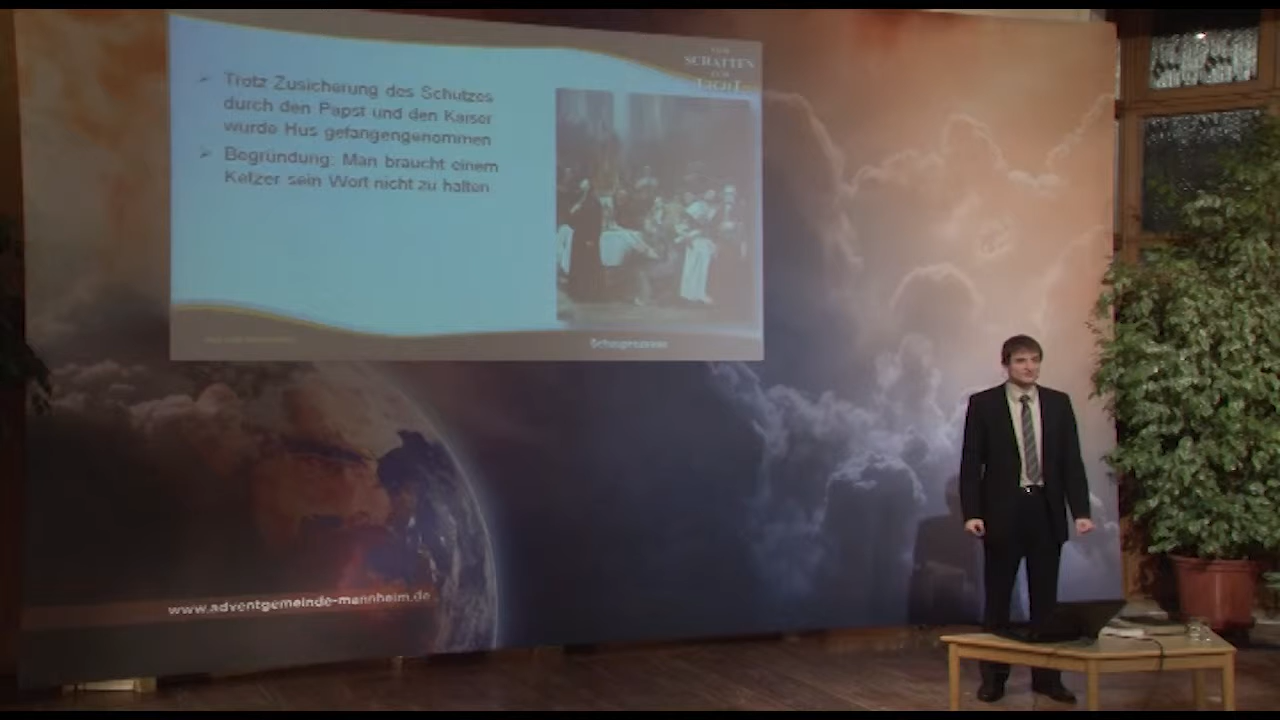 VOM
SCHATTEN
ZUM
LICHT
➢ Trotz Zusicherung des Schutzes
durch den Papst und den Kaiser
wurde Hus gefangengenommen
➢ Begründung: Man braucht einem
Ketzer sein Wort nicht zu halten
www.adventgemeinde-mannheim.de